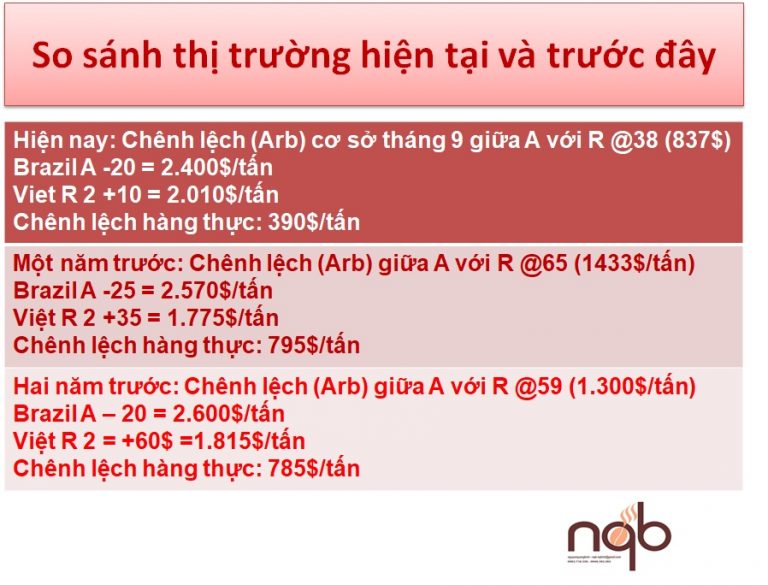 So sánh thị trường hiện tại và trước đây
Hiện nay: Chênh lệch (Arb) cơ sở tháng 9 giữa A với R @38 (837$)
Brazil A -20 = 2.400$/tấn
Viet R 2 +10 = 2.010$/tấn
Chênh lệch hàng thực: 390$/tấn
Một năm trước: Chênh lệch (Arb) giữa A với R @65 (1433$/tấn)
Brazil A -25 = 2.570$/tấn
Việt R 2 +35 = 1.775$/tấn
Chênh lệch hàng thực: 795$/tấn
Hai năm trước: Chênh lệch (Arb) giữa A với R @59 (1.300$/tấn)
Brazil A – 20 = 2.600$/tấn
Việt R 2 = +60$ =1.815$/tấn
Chênh lệch hàng thực: 785$/tấn
nqb